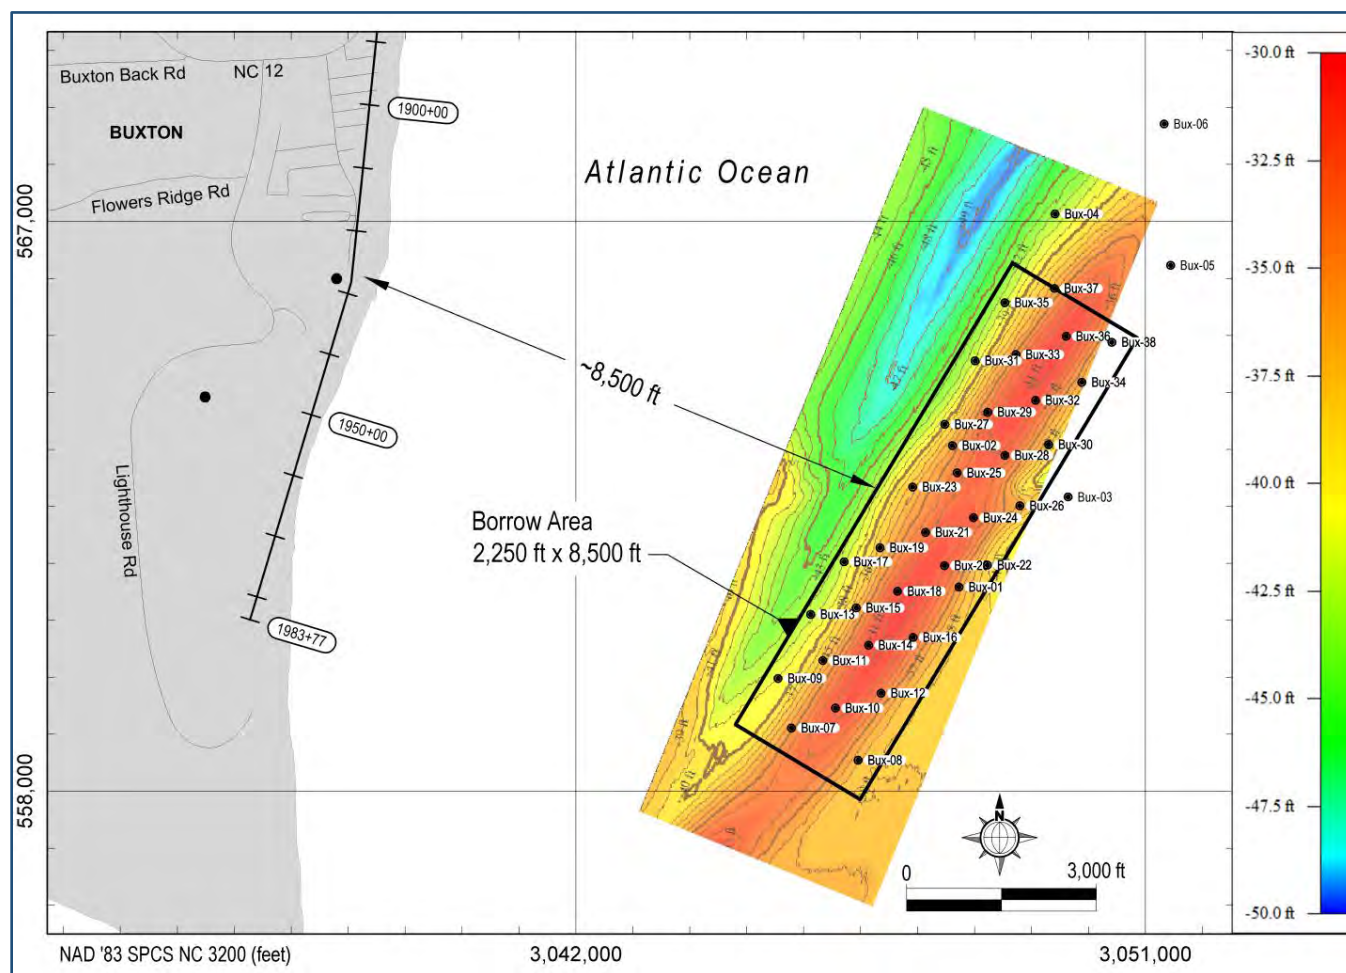 Buxton Back Rd
NC 12
1900+00
BUXTON
Flowers Ridge Rd
Atlantic Ocean
567,000
~8,500 ft
1950+00
Lighthouse Rd
Borrow Area
2,250 ft x 8,500 ft
1983+77
558,000
Bux-06
Bux-04
Bux-05
Bux-37
Bux-35
Bux-36
Bux-38
Bux-33
Bux-31
Bux-34
Bux-32
Bux-29
Bux-27
Bux-02
Bux-30
Bux-28
Bux-25
Bux-23
Bux-03
Bux-26
Bux-24
Bux-21
Bux-19
Bux-17
Bux-20
Bux-22
Bux-01
Bux-18
Bux-15
Bux-13
Bux-16
Bux-14
Bux-11
Bux-09
Bux-12
Bux-10
Bux-07
Bux-08
N
0
3,000 ft
-30.0 ft
-32.5 ft
-35.0 ft
-37.5 ft
-40.0 ft
-42.5 ft
-45.0 ft
-47.5 ft
-50.0 ft
NAD '83 SPCS NC 3200 (feet)
3,042,000
3,051,000